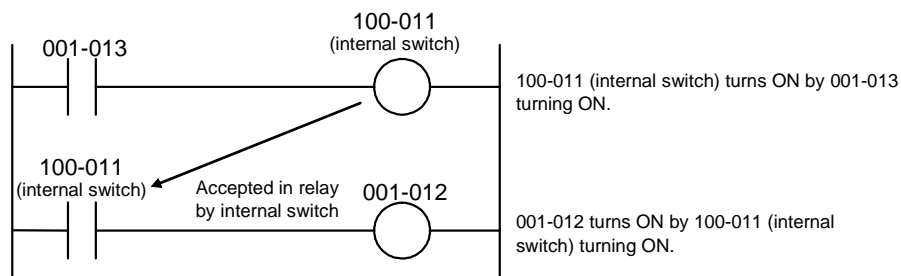 100-011
(internal switch)
001-013
100-011 (internal switch) turns ON by 001-013
turning ON.
100-011
(internal switch)
Accepted in relay
by internal switch
001-012
001-012 turns ON by 100-011 (internal
switch) turning ON.